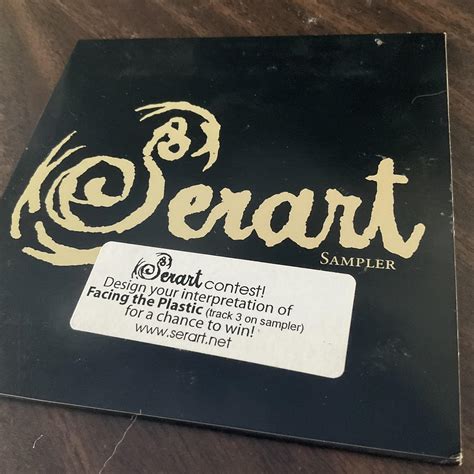 Serart
SAMPLER
Serart contest!
Design your interpretation of
Facing the Plastic (track 3 on sampler)
for a chance to win!
www.serart.net